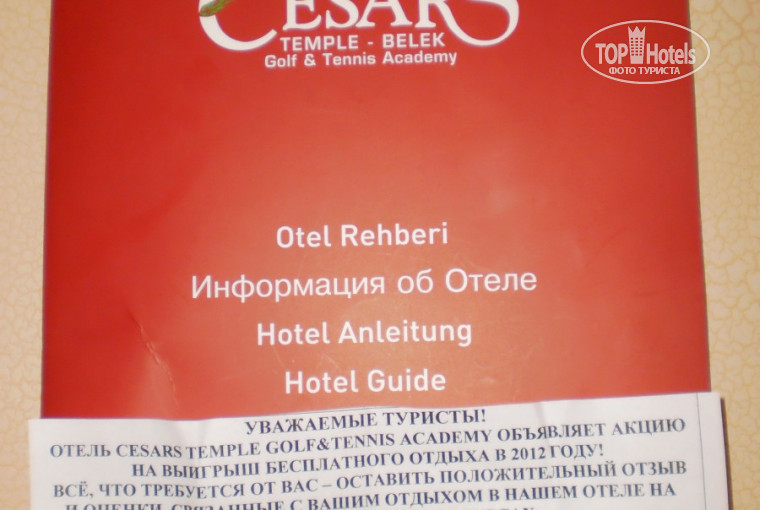 CESARS
TEMPLE - BELEK
Golf & Tennis Academy
TOP Hotels
ФОТО ТУРИСТА
Otel Rehberi
Информация об Отеле
Hotel Anleitung
Hotel Guide
УВАЖАЕМЫЕ ТУРИСТЫ!
ОТЕЛЬ CESARS TEMPLE GOLF&TENNIS ACADEMY ОБЪЯВЛЯЕТ АКЦИЮ
НА ВЫИГРЫШ БЕСПЛАТНОГО ОТДЫХА В 2012 ГОДУ!
ВСЁ, ЧТО ТРЕБУЕТСЯ ОТ ВАС – ОСТАВИТЬ ПОЛОЖИТЕЛЬНЫЙ ОТЗЫВ
И ОЦЕНКИ, СВЯЗАННЫЕ С ВАШИМ ОТДЫХОМ В НАШЕМ ОТЕЛЕ НА